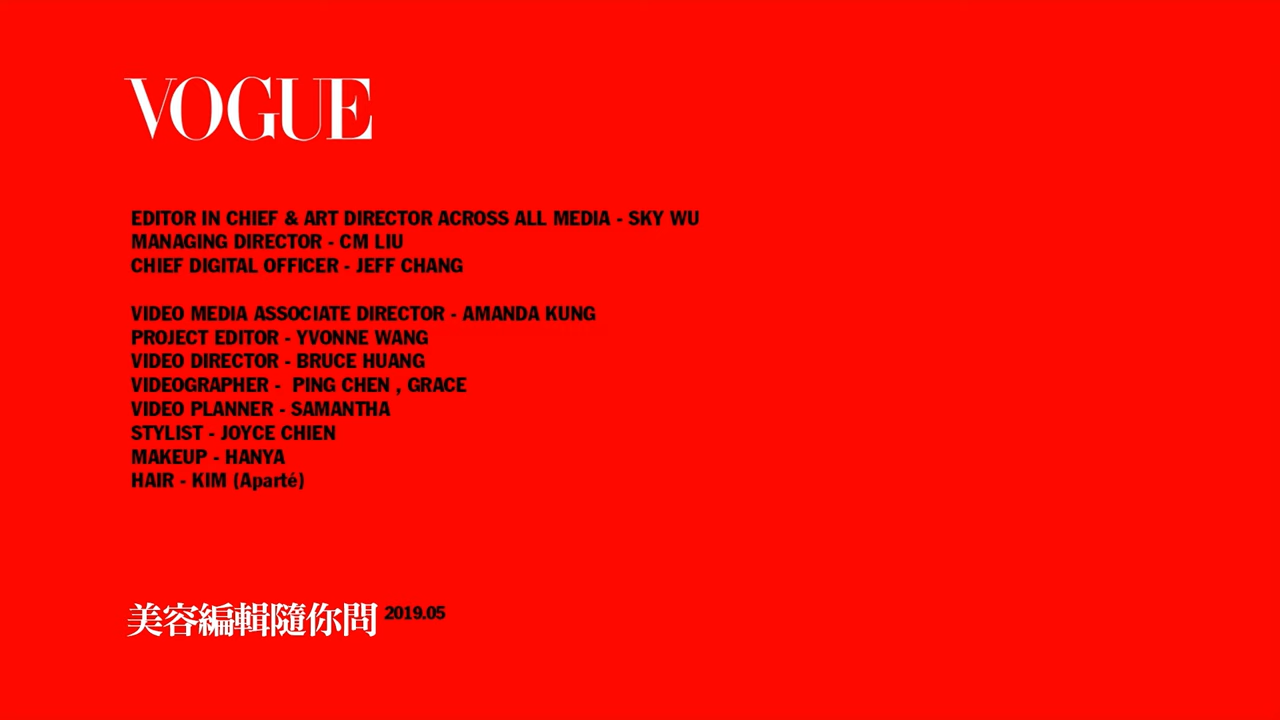 VOGUE
EDITOR IN CHIEF & ART DIRECTOR ACROSS ALL MEDIA - SKY WU
MANAGING DIRECTOR - CM LIU
CHIEF DIGITAL OFFICER - JEFF CHANG
VIDEO MEDIA ASSOCIATE DIRECTOR - AMANDA KUNG
PROJECT EDITOR - YVONNE WANG
VIDEO DIRECTOR - BRUCE HUANG
VIDEOGRAPHER -  PING CHEN , GRACE
VIDEO PLANNER - SAMANTHA
STYLIST - JOYCE CHIEN
MAKEUP - HANYA
HAIR - KIM (Aparté)
美容編輯隨你問 2019.05